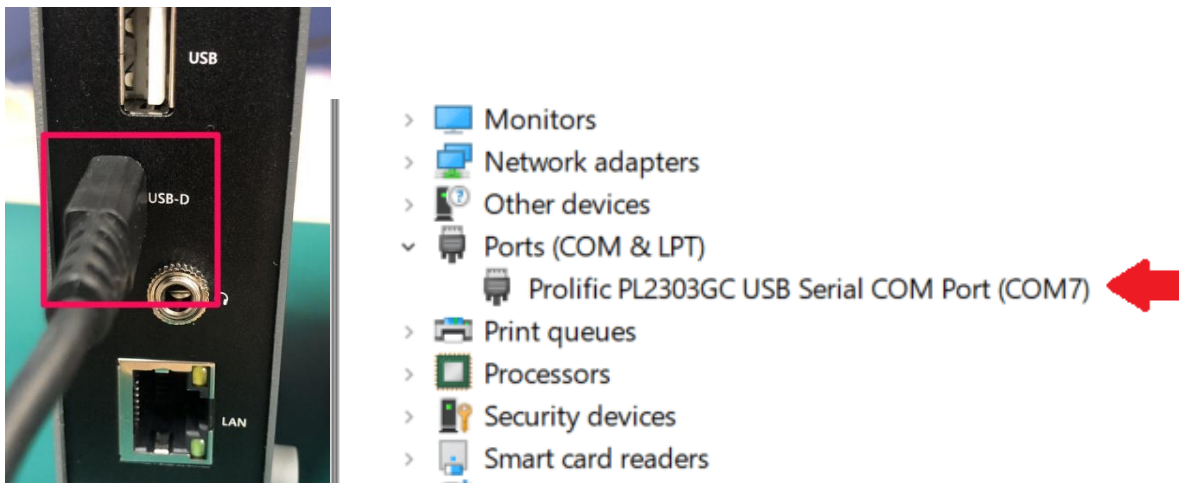 USB
USB-D
LAN
Monitors
Network adapters
Other devices
Ports (COM & LPT)
Prolific PL2303GC USB Serial COM Port (COM7)
Print queues
Processors
Security devices
Smart card readers